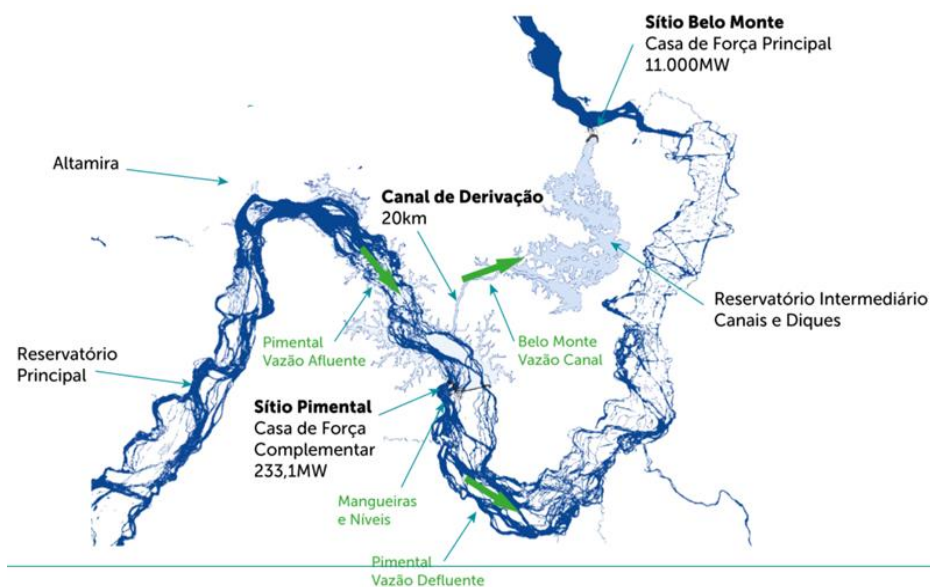 Sítio Belo Monte
Casa de Força Principal
11.000MW
Altamira
Canal de Derivação
20km
Reservatório Intermediário
Canais e Diques
Pimental
Vazão Afluente
Belo Monte
Vazão Canal
Reservatório
Principal
Sítio Pimental
Casa de Força
Complementar
233,1MW
Mangueiras
e Níveis
Pimental
Vazão Defluente